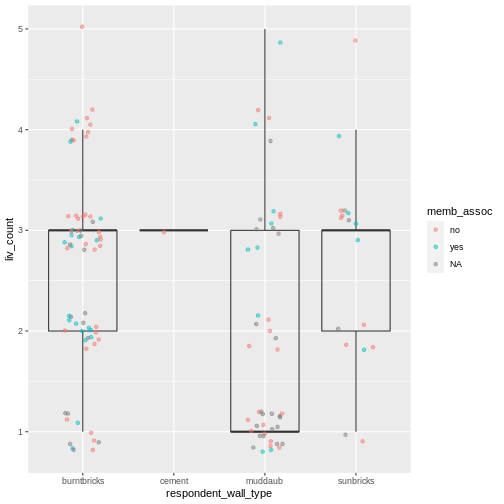 5
4
3
2
1
liv_count
burntbricks
cement
muddaub
sunbricks
respondent_wall_type
memb_assoc
no
yes
NA